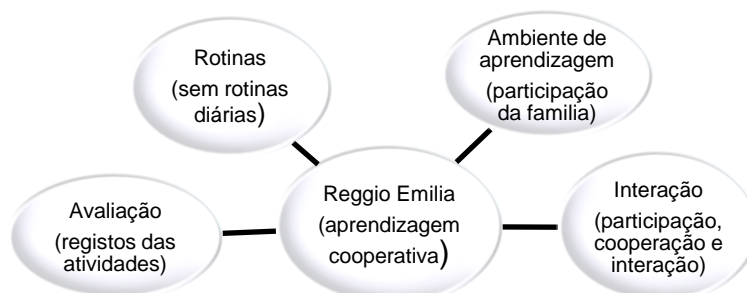 Rotinas
(sem rotinas
diárias)
Ambiente de
aprendizagem
(participação
da familia)
Avaliação
(registos das
atividades)
Reggio Emilia
(aprendizagem
cooperativa)
Interação
(participação,
cooperação e
interação)